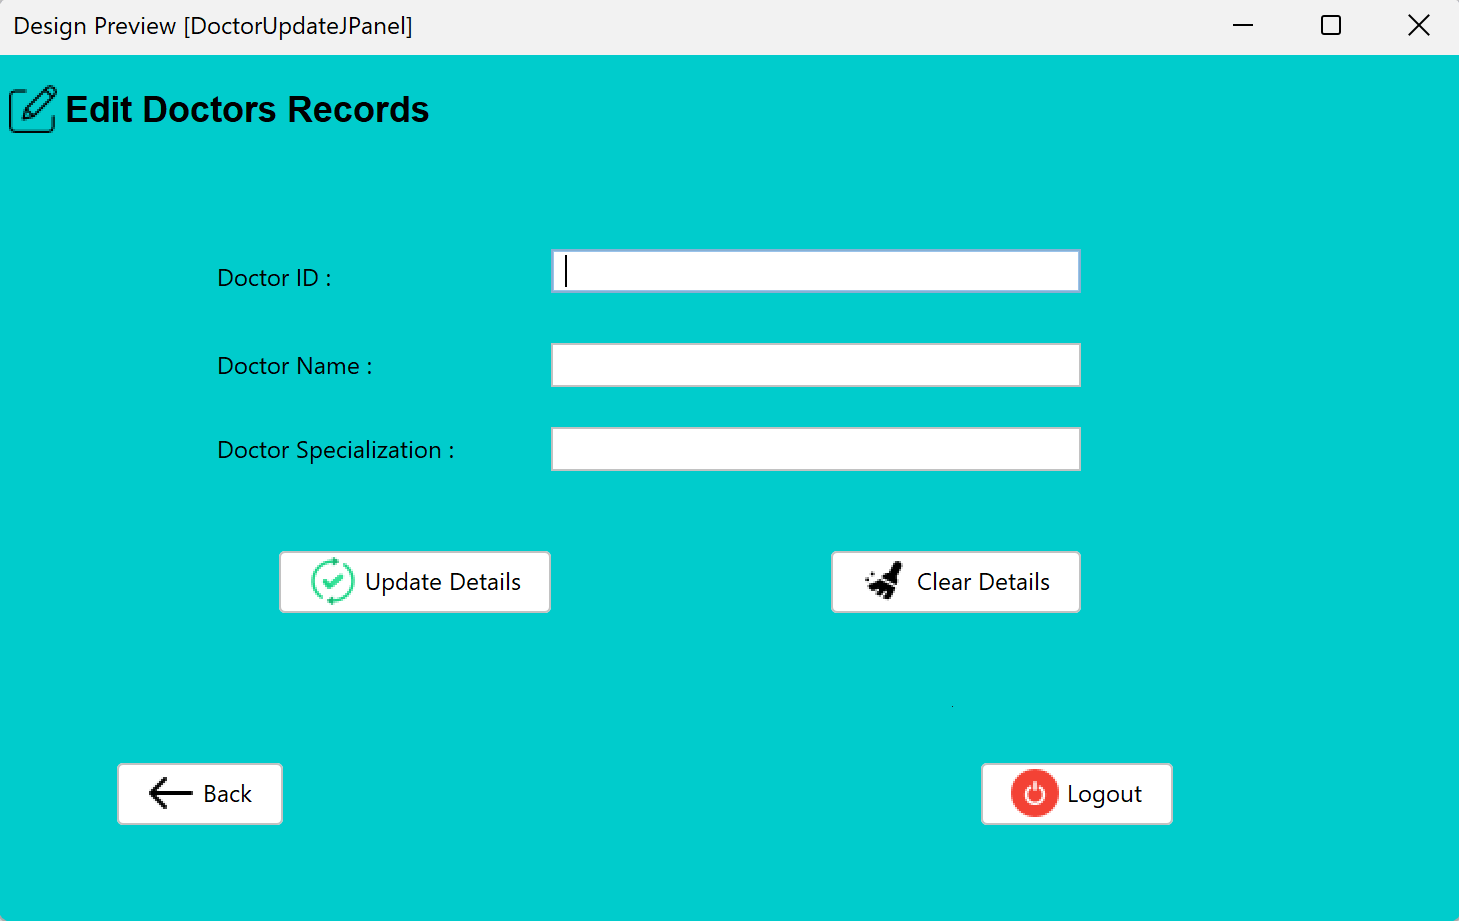 Design Preview [DoctorUpdateJPanel]
Edit Doctors Records
Doctor ID :
Doctor Name :
Doctor Specialization :
Update Details
Clear Details
Back
Logout